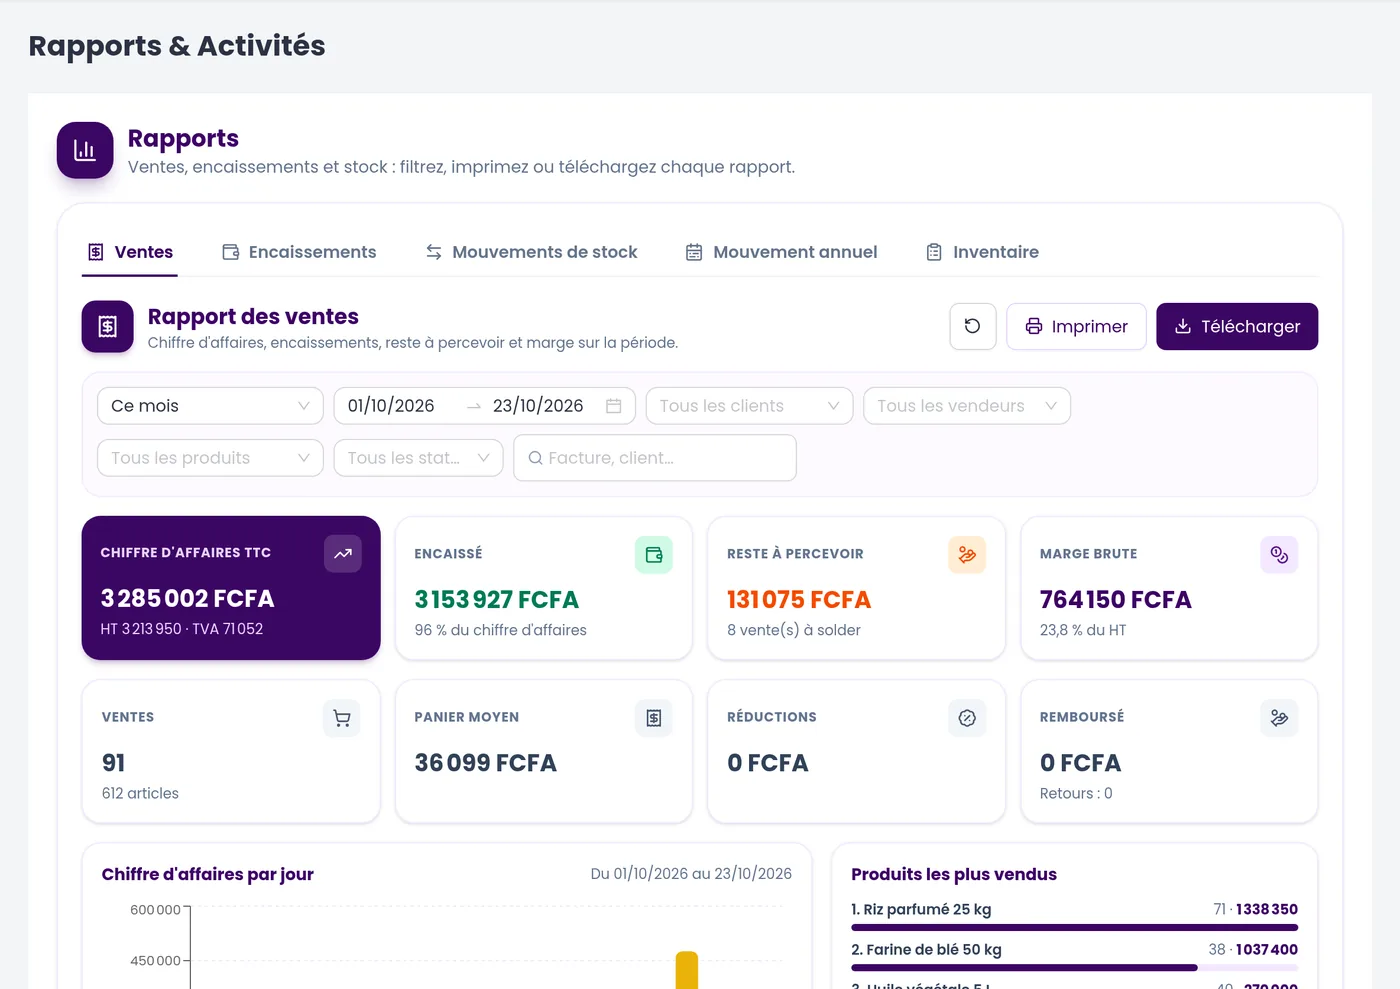 Rapports & Activités
Rapports
Ventes, encaissements et stock : filtrez, imprimez ou téléchargez chaque rapport.
Ventes
Encaissements
Mouvements de stock
Mouvement annuel
Inventaire
Rapport des ventes
Chiffre d'affaires, encaissements, reste à percevoir et marge sur la période.
Imprimer
Télécharger
Ce mois
01/10/2026 → 23/10/2026
Tous les clients
Tous les vendeurs
Tous les produits
Tous les stat...
Facture, client...
CHIFFRE D'AFFAIRES TTC
3 285 002 FCFA
HT 3 213 950 · TVA 71 052
ENCAISSÉ
3 153 927 FCFA
96 % du chiffre d'affaires
RESTE À PERCEVOIR
131 075 FCFA
8 vente(s) à solder
MARGE BRUTE
764 150 FCFA
23,8 % du HT
VENTES
91
612 articles
PANIER MOYEN
36 099 FCFA
RÉDUCTIONS
0 FCFA
REMBOURSÉ
0 FCFA
Retours : 0
Chiffre d'affaires par jour
Du 01/10/2026 au 23/10/2026
600 000
450 000
Produits les plus vendus
1. Riz parfumé 25 kg
71 · 1 338 350
2. Farine de blé 50 kg
38 · 1 037 400
3. Huile végétale 5 L
40 · 270 000